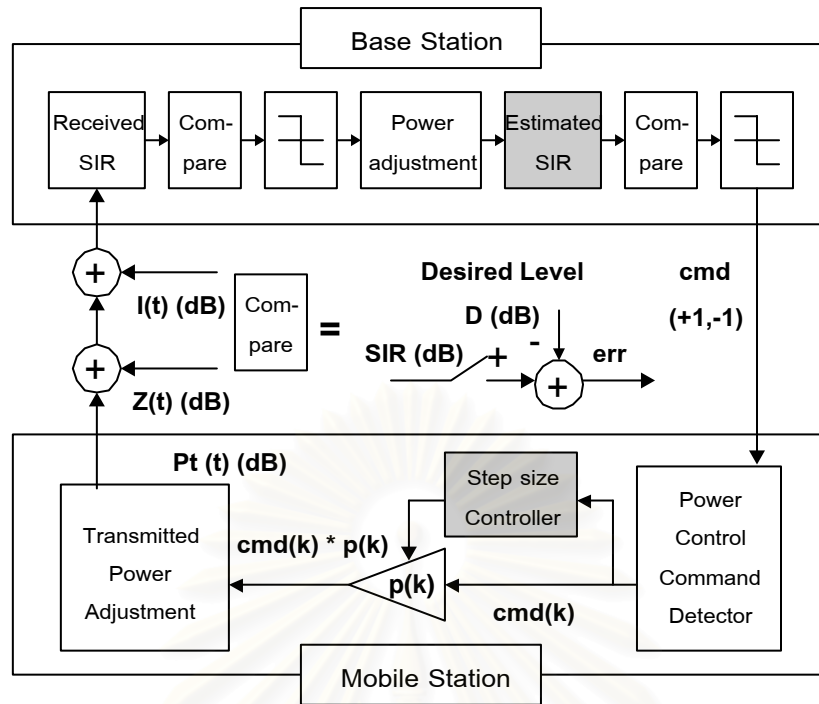 Base Station
Received SIR
Com-pare
Power adjustment
Estimated SIR
Com-pare
I(t) (dB)
Z(t) (dB)
Com-pare
=
Desired Level
D (dB)
SIR (dB)
+
-
+
err
cmd
(+1,-1)
+
+
Pt (t) (dB)
Transmitted
Power
Adjustment
cmd(k) * p(k)
Step size
Controller
p(k)
cmd(k)
Power
Control
Command
Detector
Mobile Station